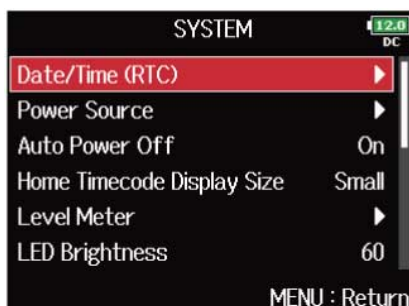 SYSTEM
12.0
DC
Date/Time (RTC)
Power Source
Auto Power Off On
Home Timecode Display Size Small
Level Meter
LED Brightness 60
MENU : Return